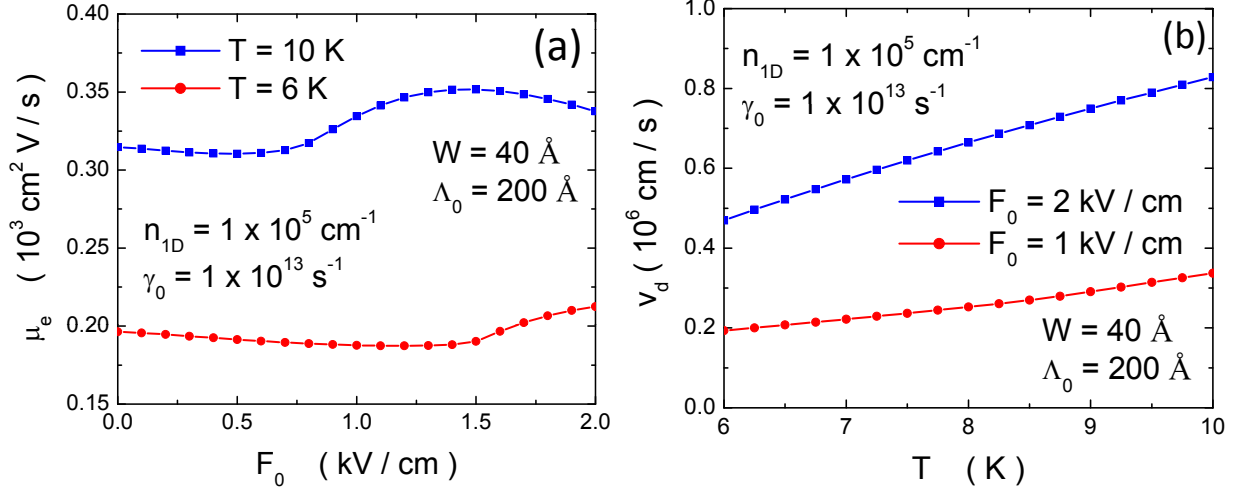 (a)
T = 10 K
T = 6 K
W = 40 Å
Λ₀ = 200 Å
n₁D = 1 x 10⁵ cm⁻¹
γ₀ = 1 x 10¹³ s⁻¹
μₑ ( 10³ cm² V / s )
0.40
0.35
0.30
0.25
0.20
0.15
0.0 0.5 1.0 1.5 2.0
F₀ ( kV / cm )
(b)
n₁D = 1 x 10⁵ cm⁻¹
γ₀ = 1 x 10¹³ s⁻¹
F₀ = 2 kV / cm
F₀ = 1 kV / cm
W = 40 Å
Λ₀ = 200 Å
v_d ( 10⁶ cm / s )
1.0
0.8
0.6
0.4
0.2
0.0
6 7 8 9 10
T ( K )